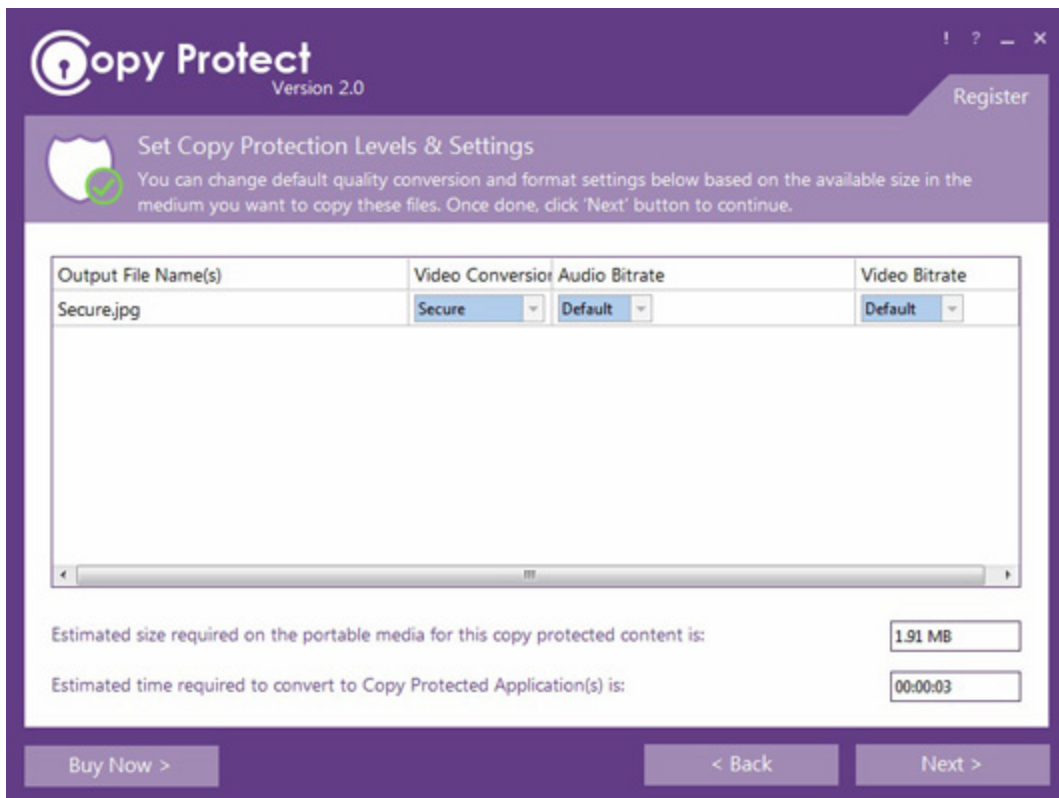 Copy Protect
Version 2.0
! ?
Register
Set Copy Protection Levels & Settings
You can change default quality conversion and format settings below based on the available size in the
medium you want to copy these files. Once done, click 'Next' button to continue.
Output File Name(s) Video Conversion Audio Bitrate Video Bitrate
Secure.jpg Secure Default Default
Estimated size required on the portable media for this copy protected content is: 1.91 MB
Estimated time required to convert to Copy Protected Application(s) is: 00:00:03
Buy Now > < Back Next >